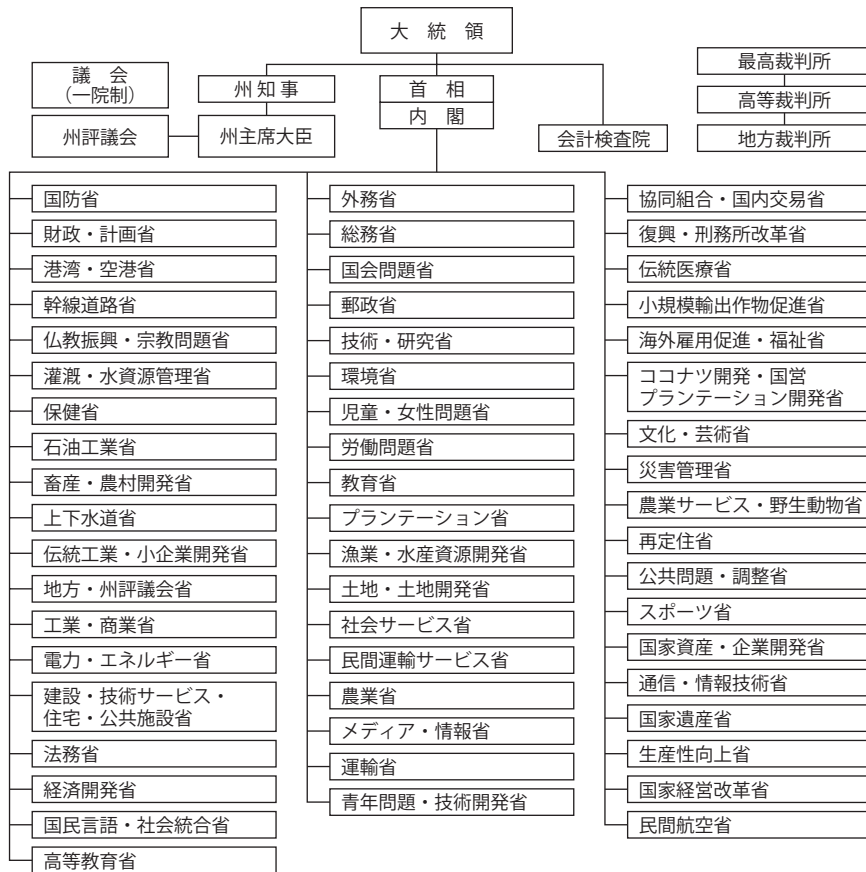 大統領
議会
（一院制）
州知事
首相
内閣
会計検査院
州評議会
州主席大臣
最高裁判所
高等裁判所
地方裁判所
国防省
財政・計画省
港湾・空港省
幹線道路省
仏教振興・宗教問題省
灌漑・水資源管理省
保健省
石油工業省
畜産・農村開発省
上下水道省
伝統工業・小企業開発省
地方・州評議会省
工業・商業省
電力・エネルギー省
建設・技術サービス・
住宅・公共施設省
法務省
経済開発省
国民言語・社会統合省
高等教育省
外務省
総務省
国会問題省
郵政省
技術・研究省
環境省
児童・女性問題省
労働問題省
教育省
プランテーション省
漁業・水産資源開発省
土地・土地開発省
社会サービス省
民間運輸サービス省
農業省
メディア・情報省
運輸省
青年問題・技術開発省
協同組合・国内交易省
復興・刑務所改革省
伝統医療省
小規模輸出作物促進省
海外雇用促進・福祉省
ココナツ開発・国営
プランテーション開発省
文化・芸術省
災害管理省
農業サービス・野生動物省
再定住省
公共問題・調整省
スポーツ省
国家資産・企業開発省
通信・情報技術省
国家遺産省
生産性向上省
国家経営改革省
民間航空省